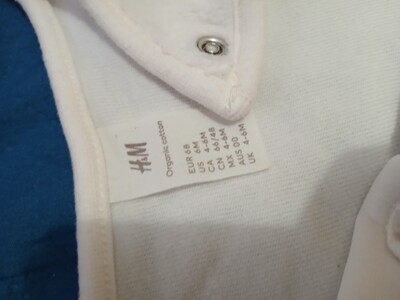 H&M
Organic cotton
EUR 68
US 6M
CA 4-6M
CN 66/48
MX 4-6M
AUS 00
UK 4-6M